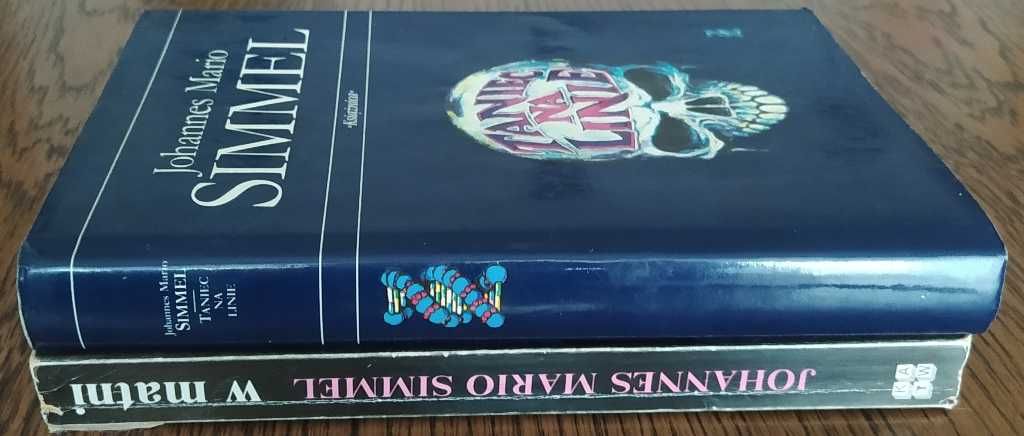 Johannes Mario
SIMMEL
•Książnica•
TANIEC
NA
LINIE
Johannes Mario
SIMMEL
TANIEC
NA
LINIE
JOHANNES MARIO SIMMEL
w matni